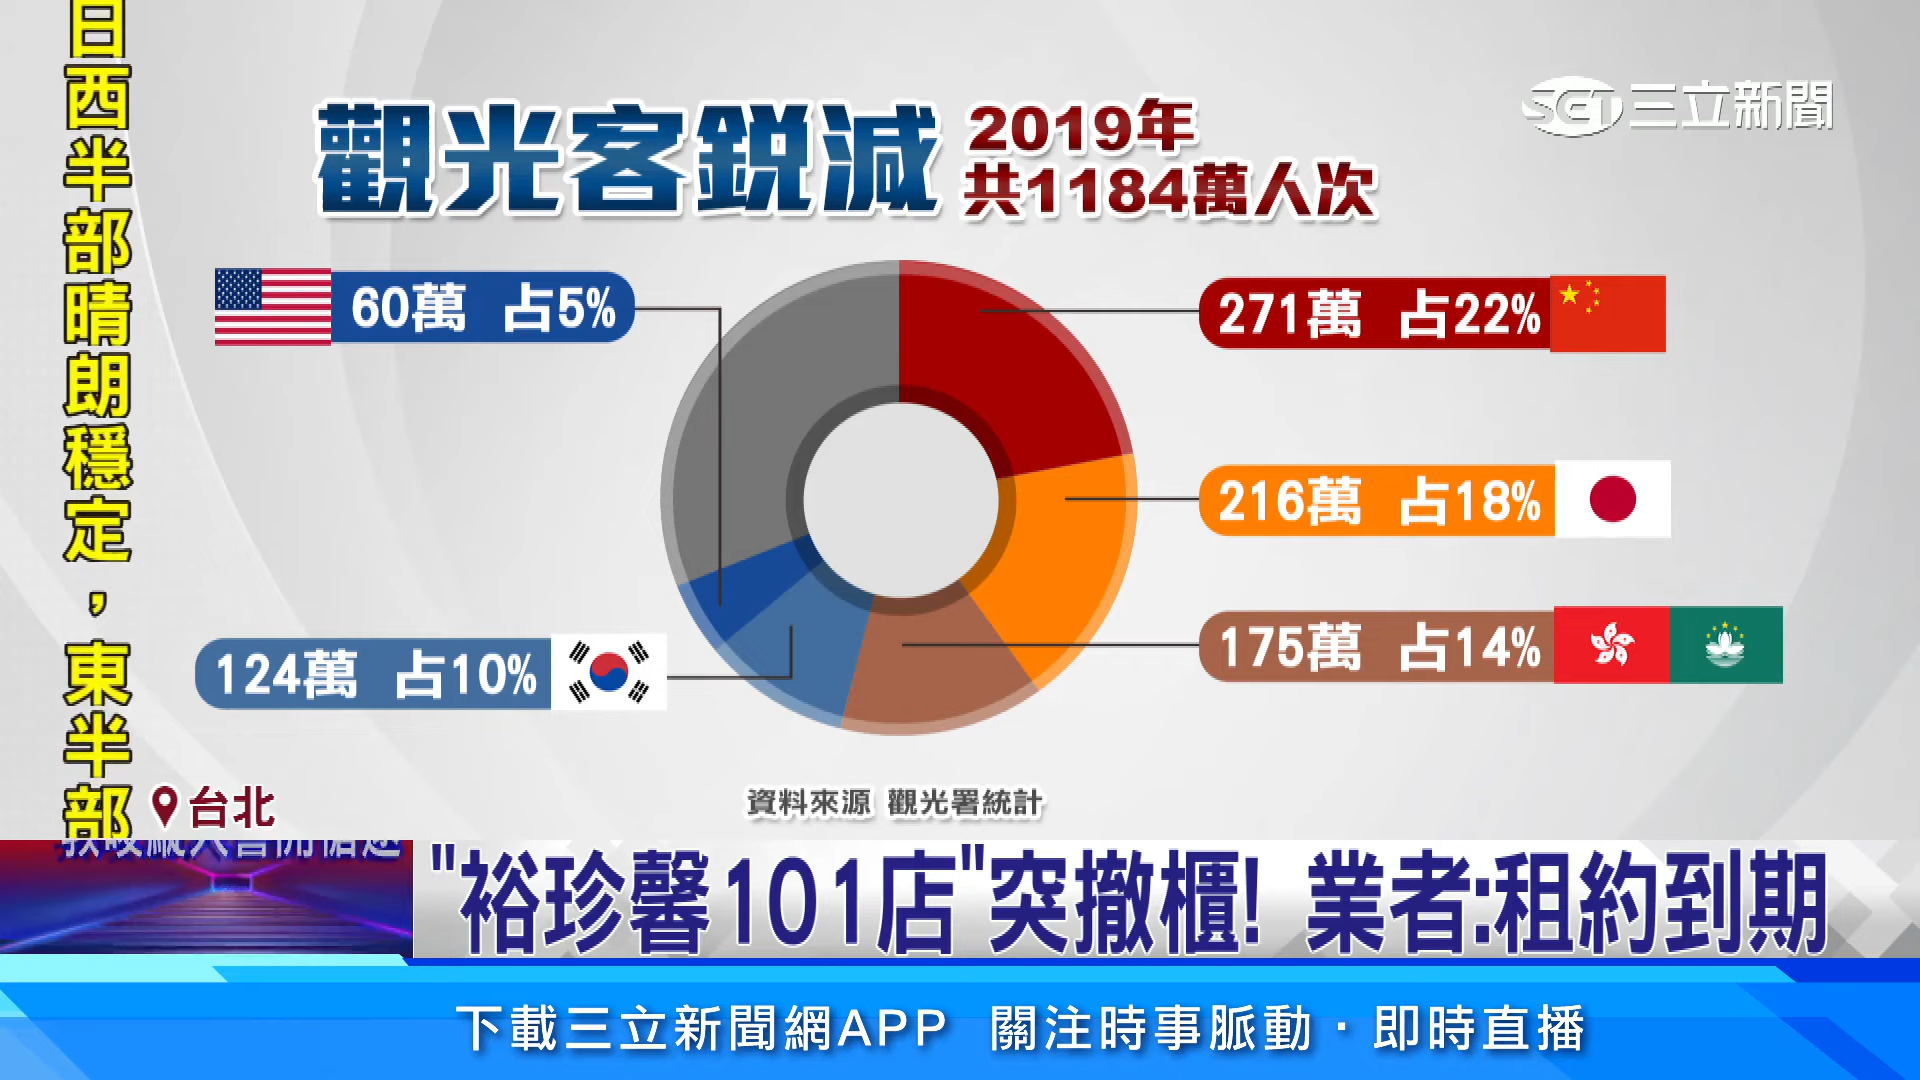 日西半部晴朗穩定，東半部
SET三立新聞
觀光客銳減
2019年
共1184萬人次
60萬 占5%
271萬 占22%
216萬 占18%
124萬 占10%
175萬 占14%
資料來源 觀光署統計
台北
"裕珍馨101店"突撤櫃! 業者:租約到期
下載三立新聞網APP 關注時事脈動・即時直播